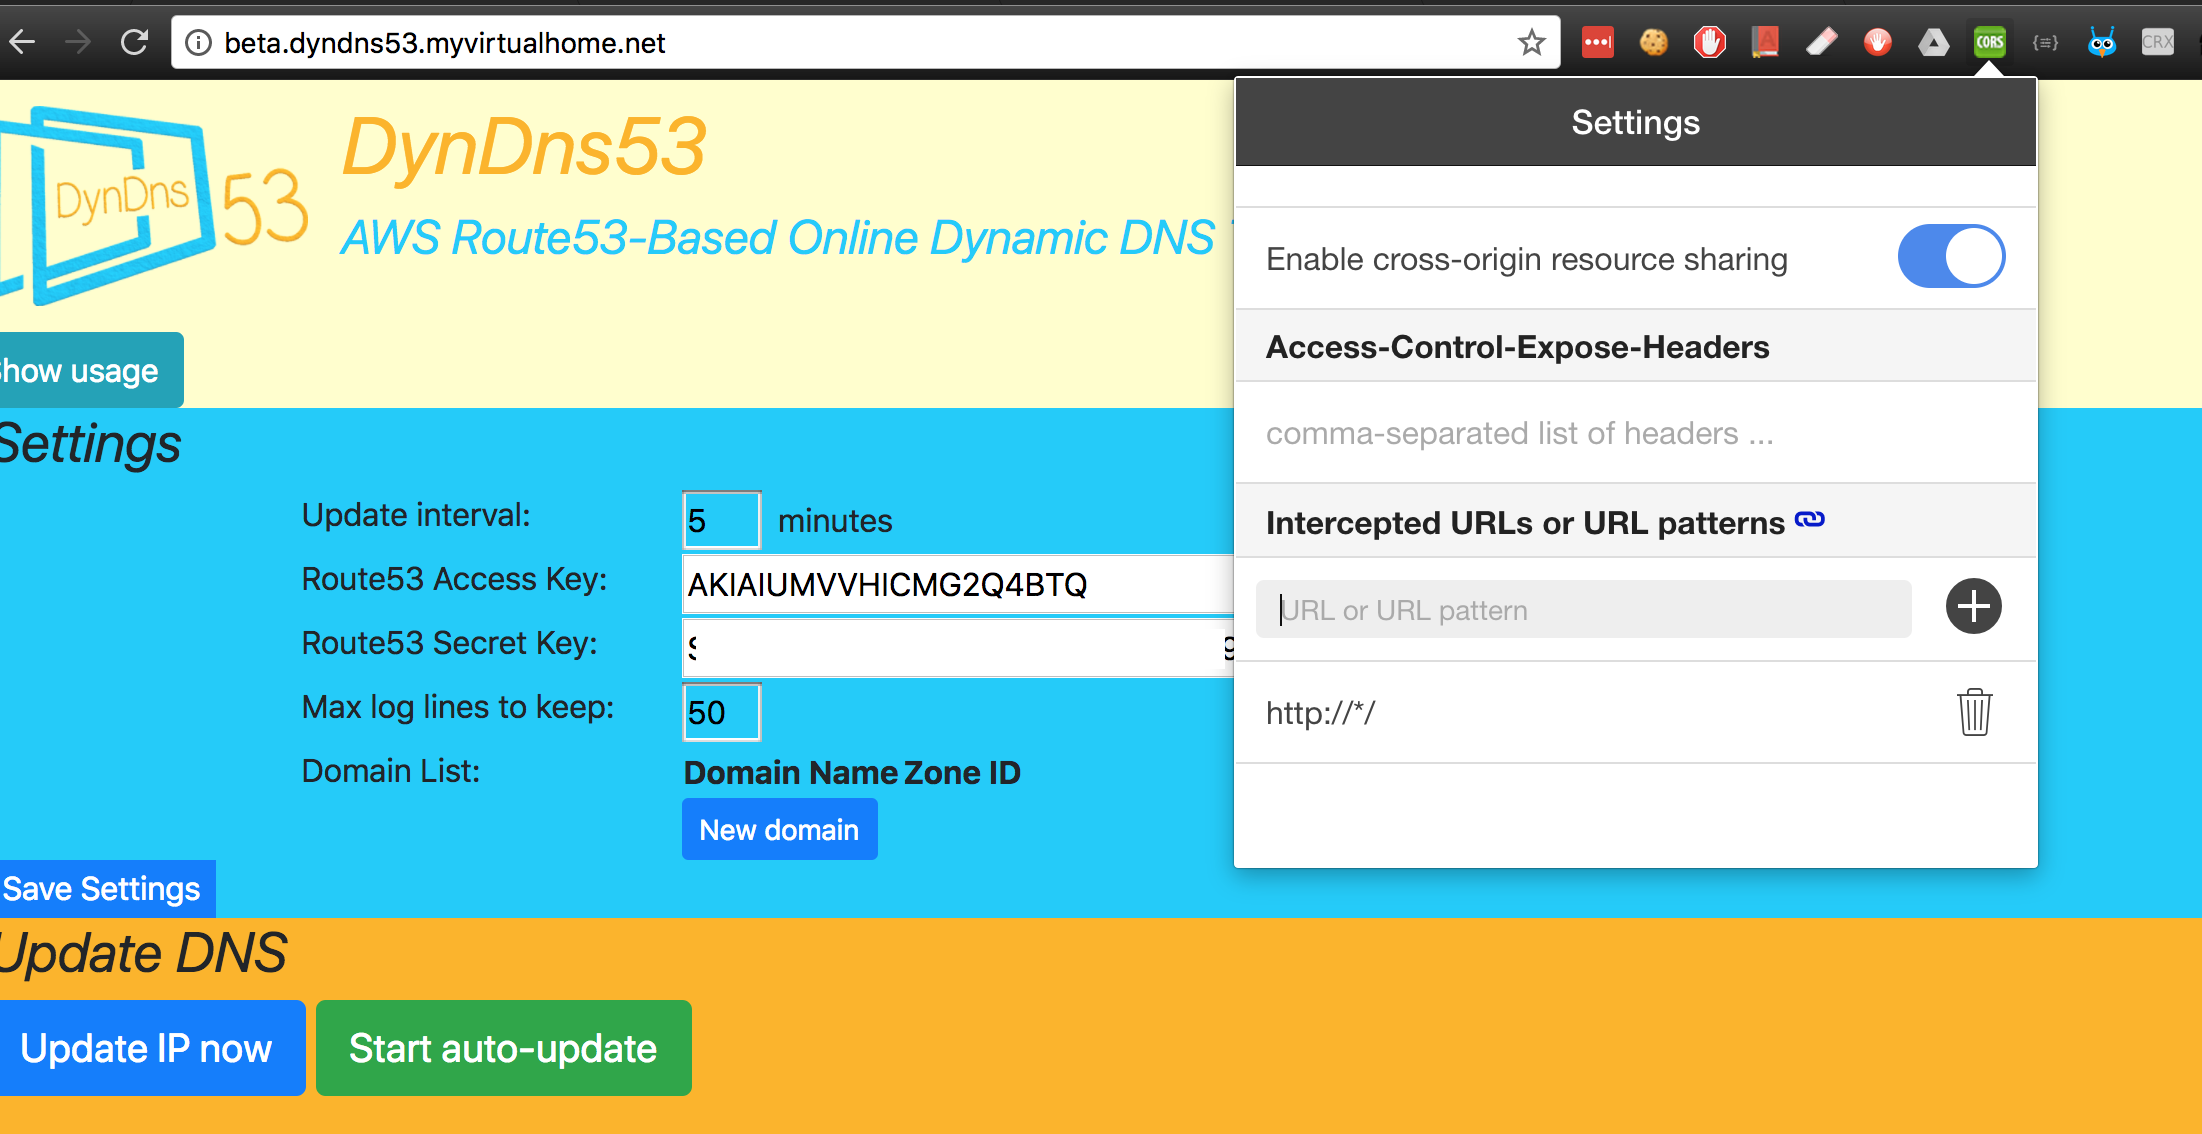 beta.dyndns53.myvirtualhome.net
CORS
CRX
DynDns
53
DynDns53
AWS Route53-Based Online Dynamic DNS
how usage
Settings
Update interval: 5 minutes
Route53 Access Key: AKIAIUMVVHICMG2Q4BTQ
Route53 Secret Key:
Max log lines to keep: 50
Domain List: Domain Name Zone ID
New domain
Save Settings
Update DNS
Update IP now Start auto-update
Settings
Enable cross-origin resource sharing
Access-Control-Expose-Headers
comma-separated list of headers ...
Intercepted URLs or URL patterns
URL or URL pattern
http://*/